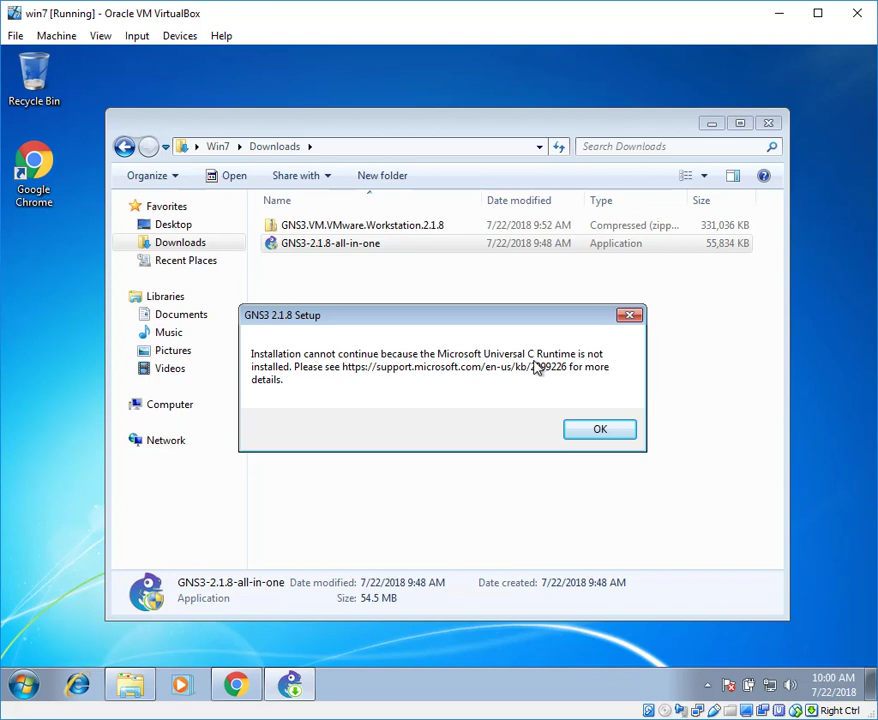 win7 [Running] - Oracle VM VirtualBox
File Machine View Input Devices Help
Recycle Bin
Google Chrome
Win7 Downloads
Search Downloads
Organize Open Share with New folder
Name Date modified Type Size
Favorites
Desktop
Downloads
Recent Places
Libraries
Documents
Music
Pictures
Videos
Computer
Network
GNS3.VM.VMware.Workstation.2.1.8 7/22/2018 9:52 AM Compressed (zipp... 331,036 KB
GNS3-2.1.8-all-in-one 7/22/2018 9:48 AM Application 55,834 KB
GNS3 2.1.8 Setup
Installation cannot continue because the Microsoft Universal C Runtime is not
installed. Please see https://support.microsoft.com/en-us/kb/2999226 for more
details.
OK
GNS3-2.1.8-all-in-one Date modified: 7/22/2018 9:48 AM Date created: 7/22/2018 9:48 AM
Application Size: 54.5 MB
10:00 AM
7/22/2018
Right Ctrl